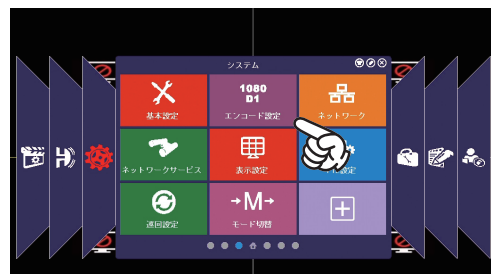 システム
1080
D1
基本設定
エンコード設定
ネットワーク
ネットワークサービス
表示設定
設定
巡回設定
→M→
モード切替